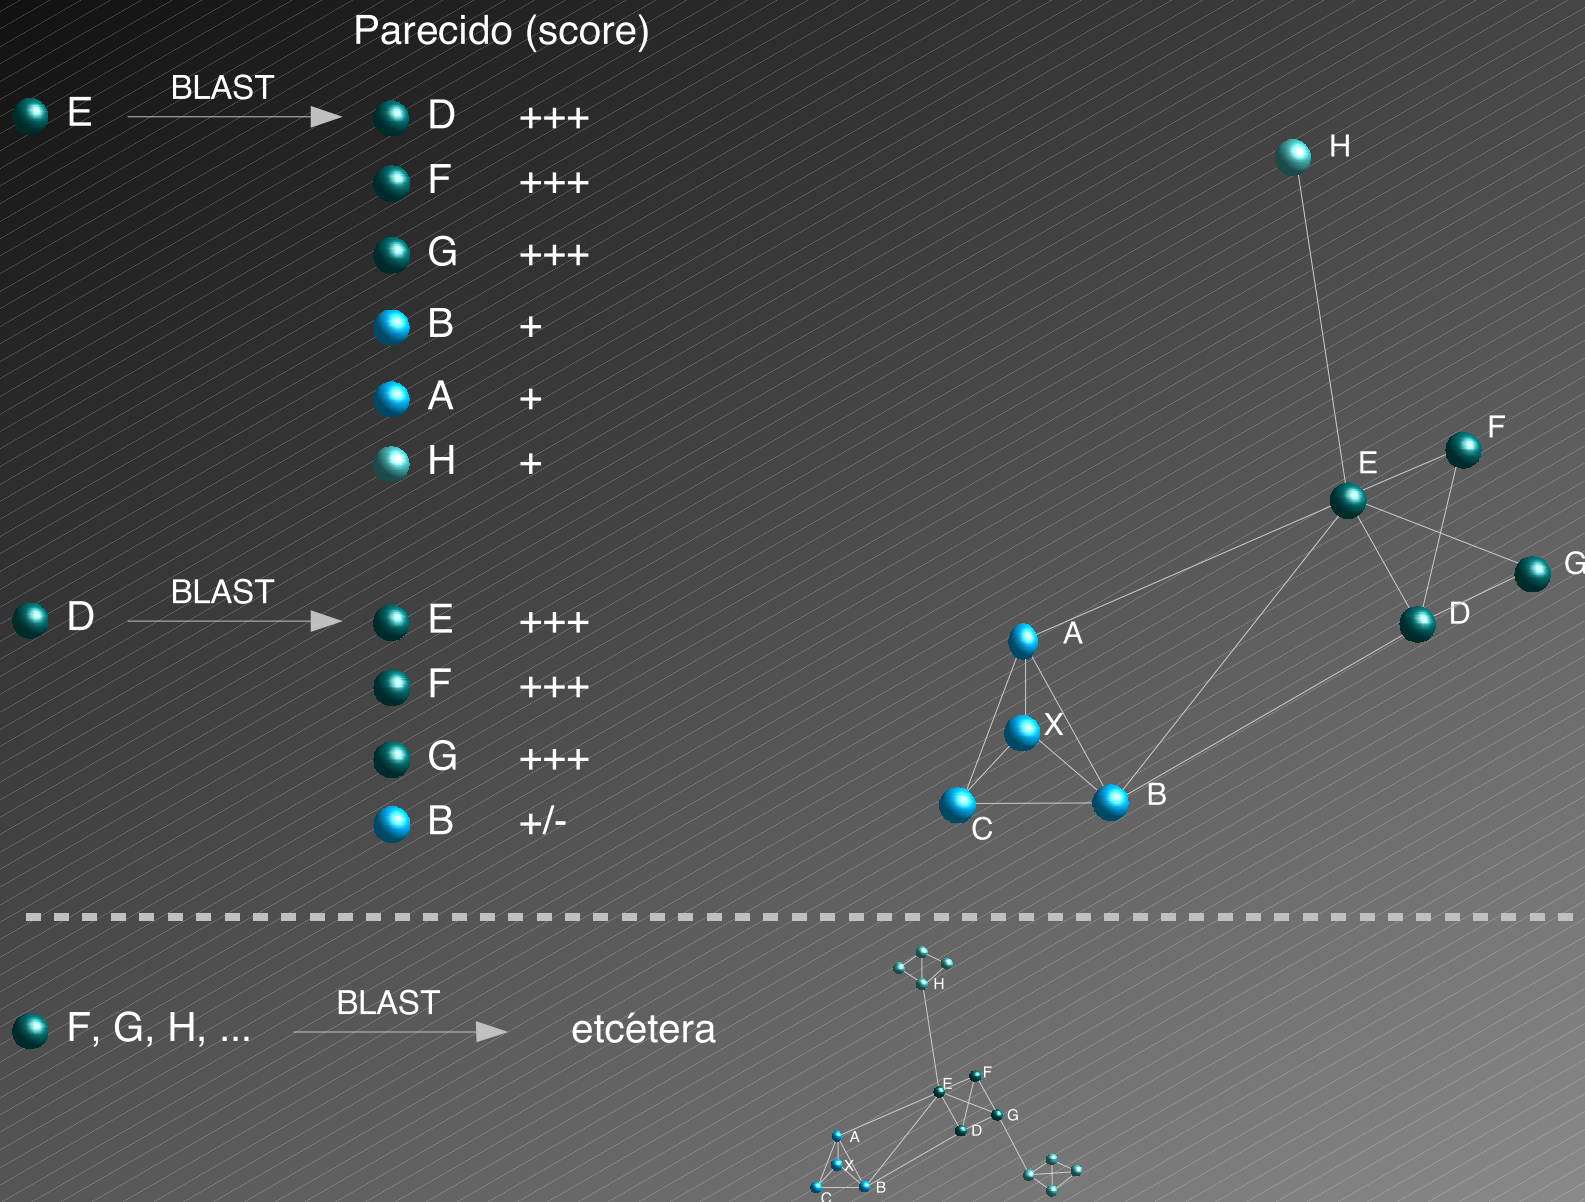 Parecido (score)
E BLAST D +++
F +++
G +++
B +
A +
H +
D BLAST E +++
F +++
G +++
B +/-
H
F
E
G
D
A
X
B
C
F, G, H, ... BLAST etcétera
H
F
E
G
D
A
X
B
C